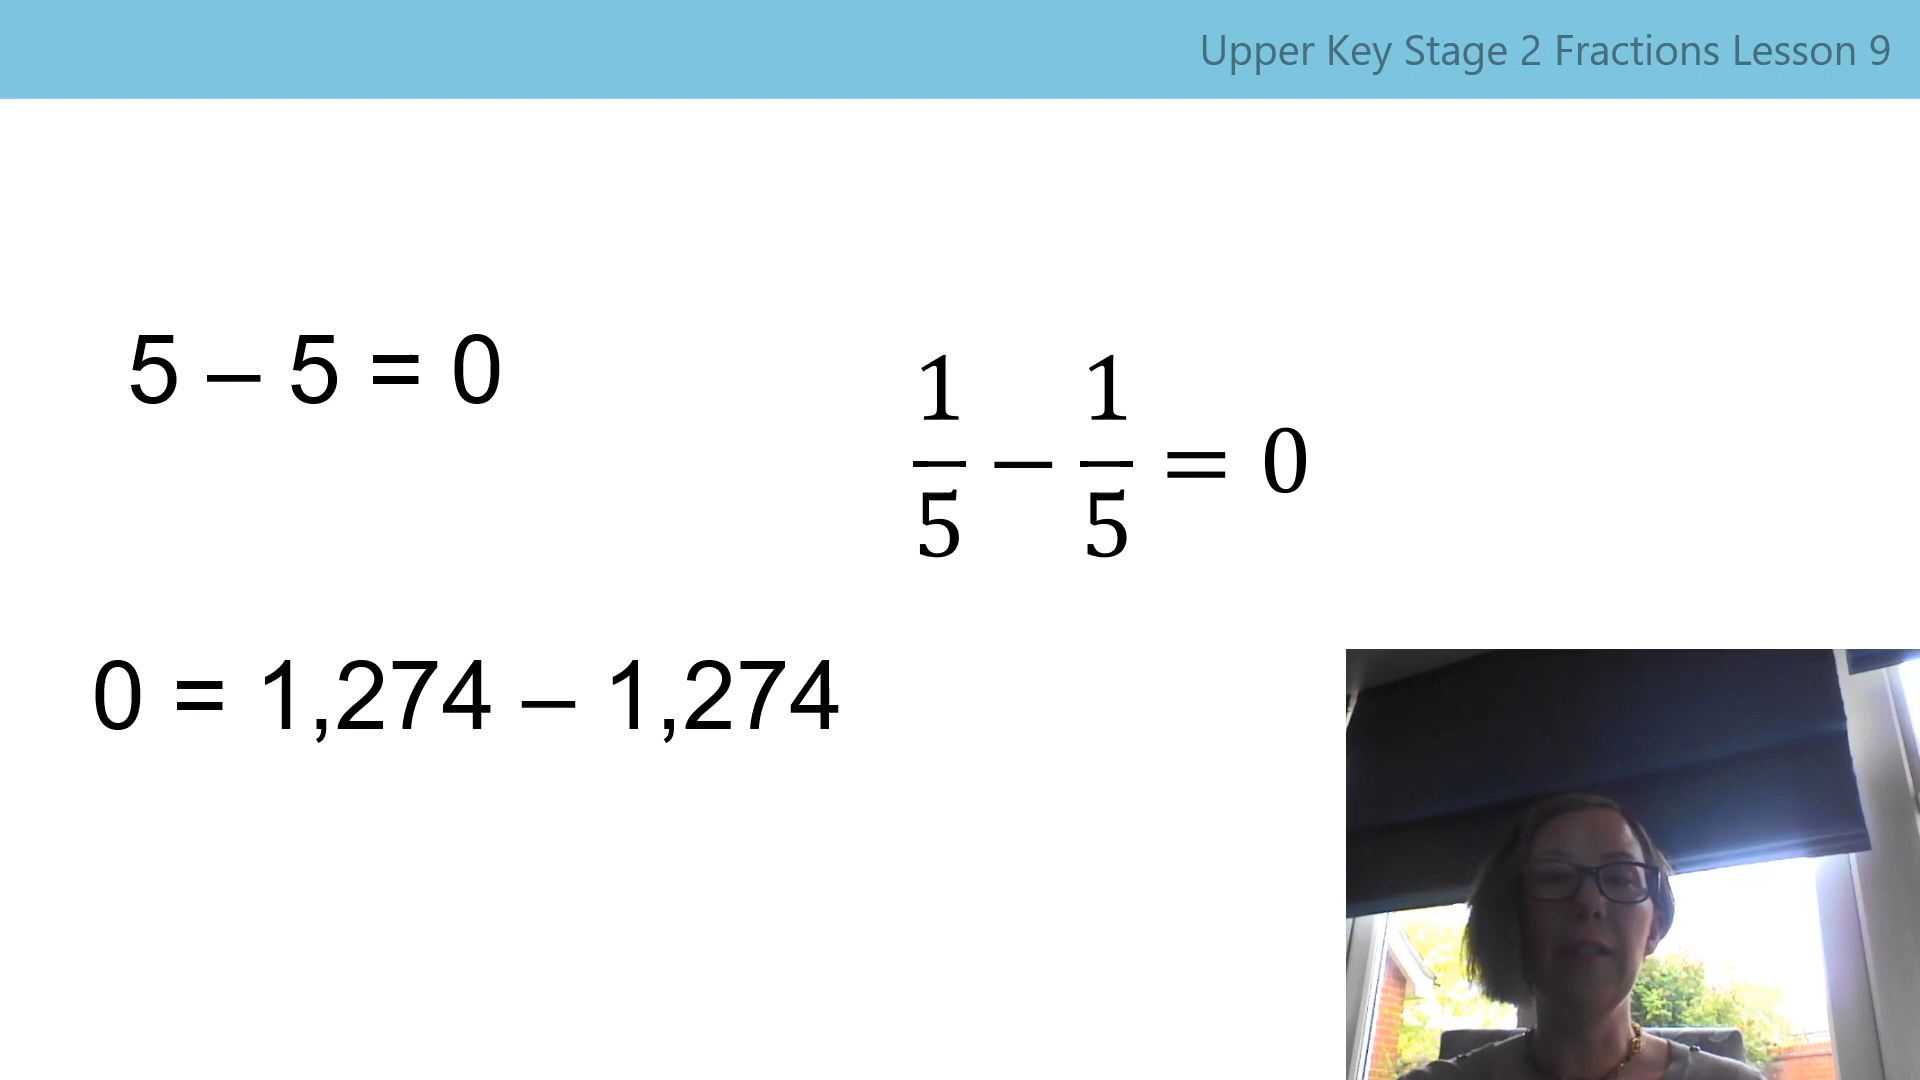 Upper Key Stage 2 Fractions Lesson 9
5 – 5 = 0
1/5 – 1/5 = 0
0 = 1,274 – 1,274